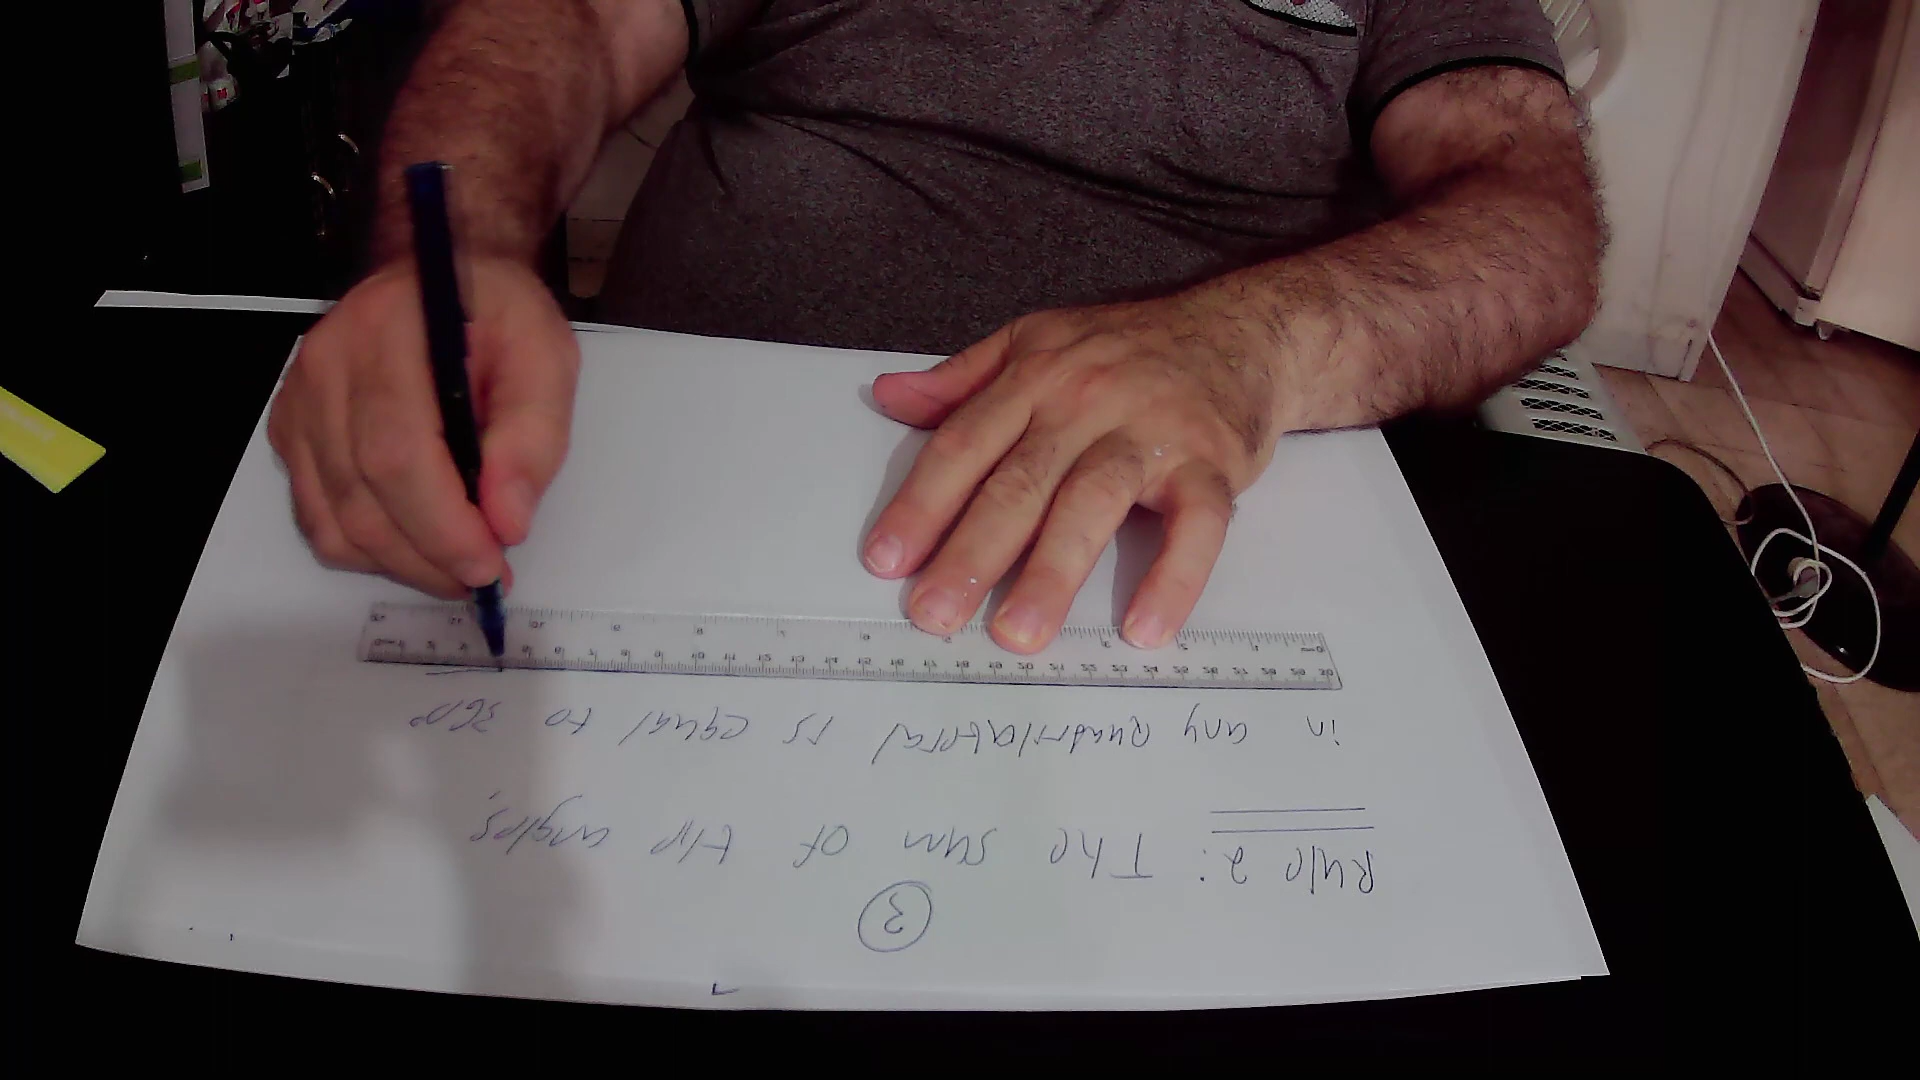 3
Rule 2: The sum of the angles,
in any Quadrilateral is equal to 360°